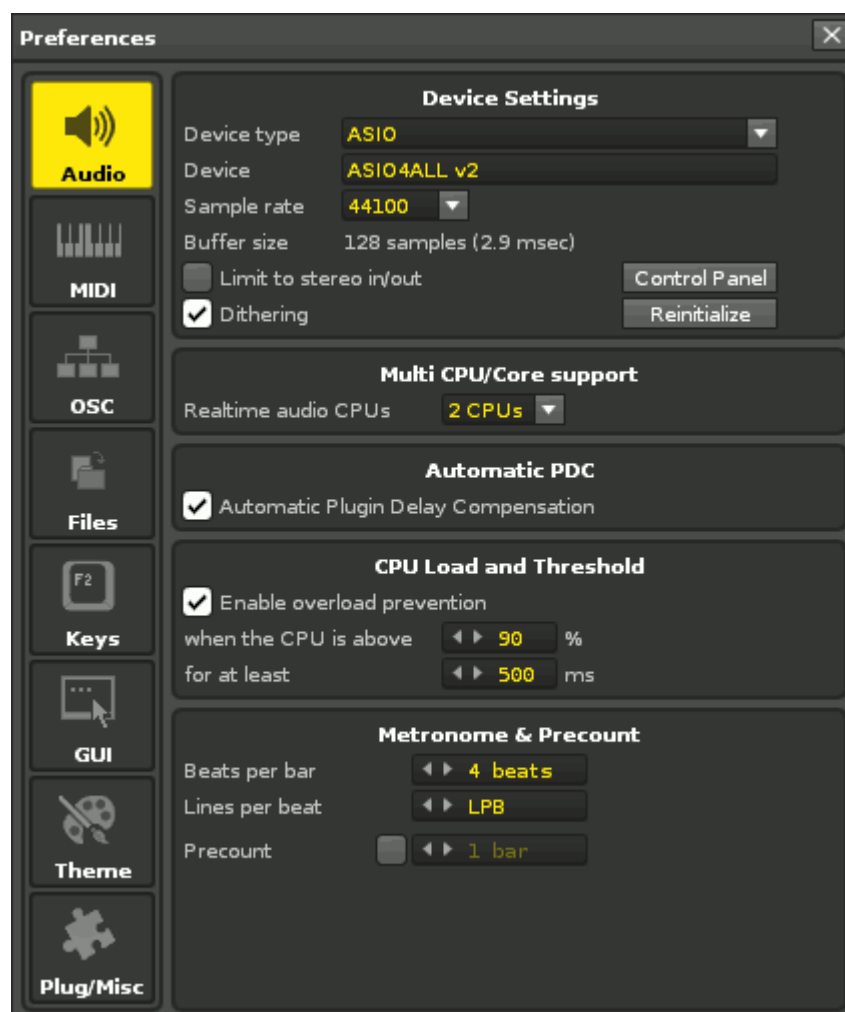 Preferences
Audio
MIDI
OSC
Files
F2
Keys
GUI
Theme
Plug/Misc
Device Settings
Device type ASIO
Device ASIO4ALL v2
Sample rate 44100
Buffer size 128 samples (2.9 msec)
Limit to stereo in/out Control Panel
Dithering Reinitialize
Multi CPU/Core support
Realtime audio CPUs 2 CPUs
Automatic PDC
Automatic Plugin Delay Compensation
CPU Load and Threshold
Enable overload prevention
when the CPU is above 90 %
for at least 500 ms
Metronome & Precount
Beats per bar 4 beats
Lines per beat LPB
Precount 1 bar